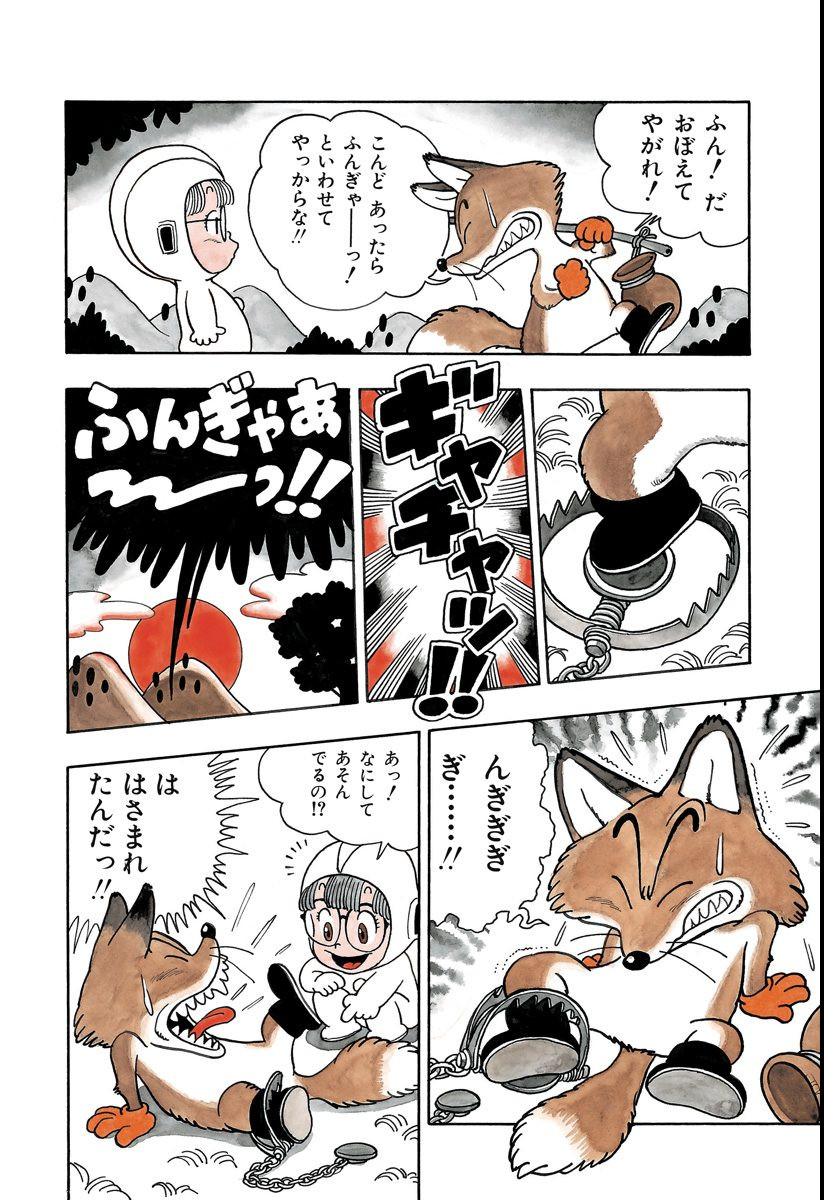 ふん！だ
おぼえて
やがれ！
こんど あったら
ふんぎゃーーっ！
といわせて
やっからな!!
ギャチャッ!!
ふんぎゃあ
〜〜っ!!
んぎぎぎ
ぎ……!!
あっ！
なにして
あそん
でるの!?
は
はさまれ
たんだっ!!